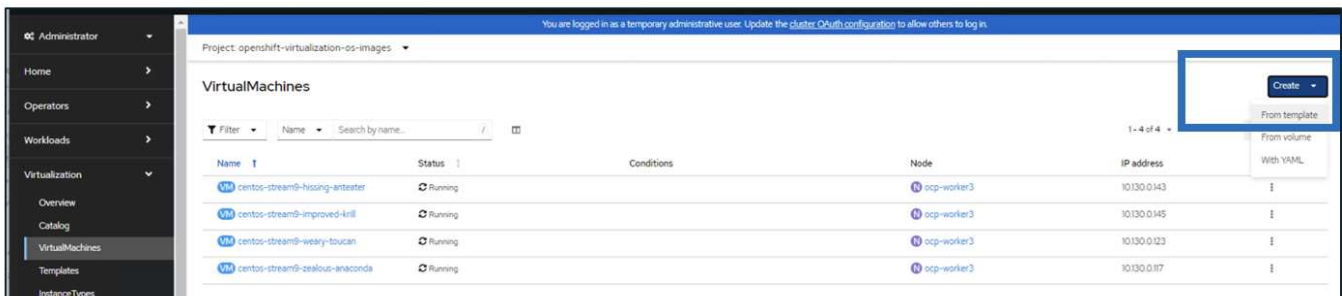 You are logged in as a temporary administrative user. Update the cluster OAuth configuration to allow others to log in.
Administrator
Project: openshift-virtualization-os-images
Home
VirtualMachines
Create
Operators
From template
Filter Name Search by name... / 1 - 4 of 4
Workloads
From volume
Name Status Conditions Node IP address
With YAML
Virtualization
VM centos-stream9-hissing-anteater Running N ocp-worker3 10.130.0.143
Overview
VM centos-stream9-improved-krill Running N ocp-worker3 10.130.0.145
Catalog
VM centos-stream9-weary-toucan Running N ocp-worker3 10.130.0.123
VirtualMachines
VM centos-stream9-zealous-anaconda Running N ocp-worker3 10.130.0.117
Templates
InstanceTypes